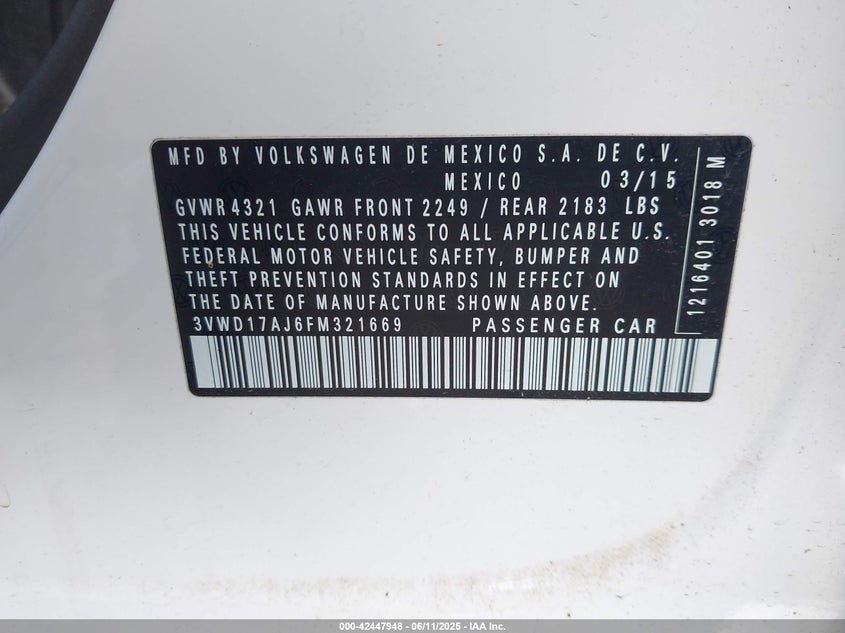 MFD BY VOLKSWAGEN DE MEXICO S.A. DE C.V.
MEXICO 03/15
GVWR 4321 GAWR FRONT 2249 / REAR 2183 LBS
THIS VEHICLE CONFORMS TO ALL APPLICABLE U.S.
FEDERAL MOTOR VEHICLE SAFETY, BUMPER AND
THEFT PREVENTION STANDARDS IN EFFECT ON
THE DATE OF MANUFACTURE SHOWN ABOVE.
3VWD17AJ6FM321669 PASSENGER CAR
1216401 3018 M
000-42447948 - 06/11/2025 - IAA Inc.